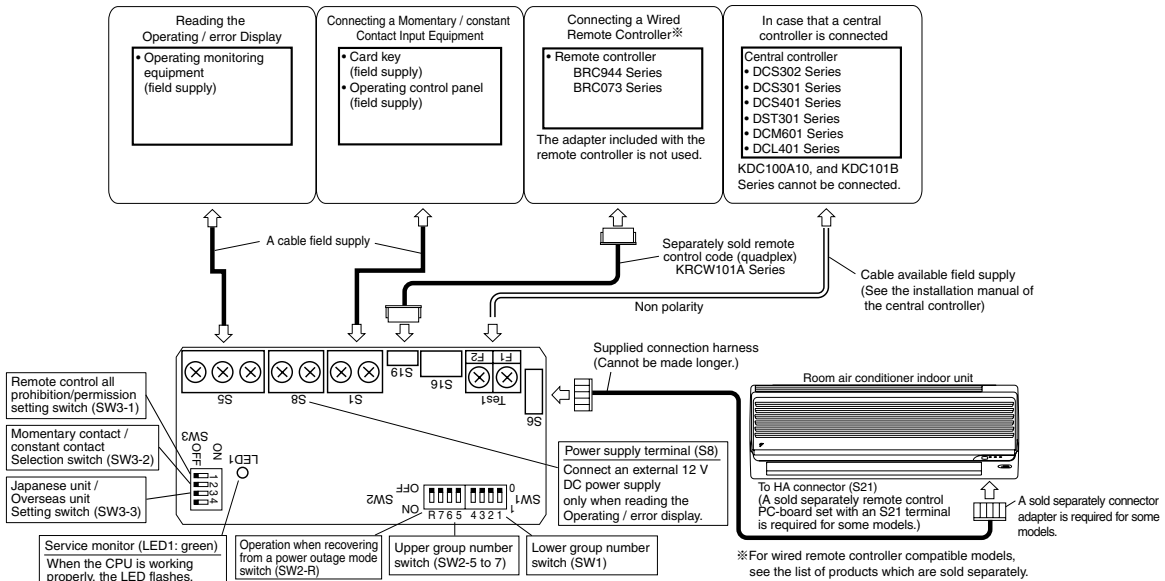 Reading the
Operating / error Display
• Operating monitoring
equipment
(field supply)
Connecting a Momentary / constant
Contact Input Equipment
• Card key
(field supply)
• Operating control panel
(field supply)
Connecting a Wired
Remote Controller※
• Remote controller
BRC944 Series
BRC073 Series
The adapter included with the
remote controller is not used.
In case that a central
controller is connected
Central controller
• DCS302 Series
• DCS301 Series
• DCS401 Series
• DST301 Series
• DCM601 Series
• DCL401 Series
KDC100A10, and KDC101B
Series cannot be connected.
A cable field supply
Separately sold remote
control code (quadplex)
KRCW101A Series
Non polarity
Cable available field supply
(See the installation manual of
the central controller)
Supplied connection harness
(Cannot be made longer.)
Room air conditioner indoor unit
S5
S8
S1
S19
S16
F2
F1
Tes1
S6
Remote control all
prohibition/permission
setting switch (SW3-1)
Momentary contact /
constant contact
Selection switch (SW3-2)
Japanese unit /
Overseas unit
Setting switch (SW3-3)
SW3
ON
OFF
1
2
3
4
LED1
SW2
OFF
ON
R 7 6 5 4 3 2 1
SW1
0
1
Power supply terminal (S8)
Connect an external 12 V
DC power supply
only when reading the
Operating / error display.
To HA connector (S21)
(A sold separately remote control
PC-board set with an S21 terminal
is required for some models.)
A sold separately connector
adapter is required for some
models.
Service monitor (LED1: green)
When the CPU is working
properly, the LED flashes.
Operation when recovering
from a power outage mode
switch (SW2-R)
Upper group number
switch (SW2-5 to 7)
Lower group number
switch (SW1)
※For wired remote controller compatible models,
see the list of products which are sold separately.